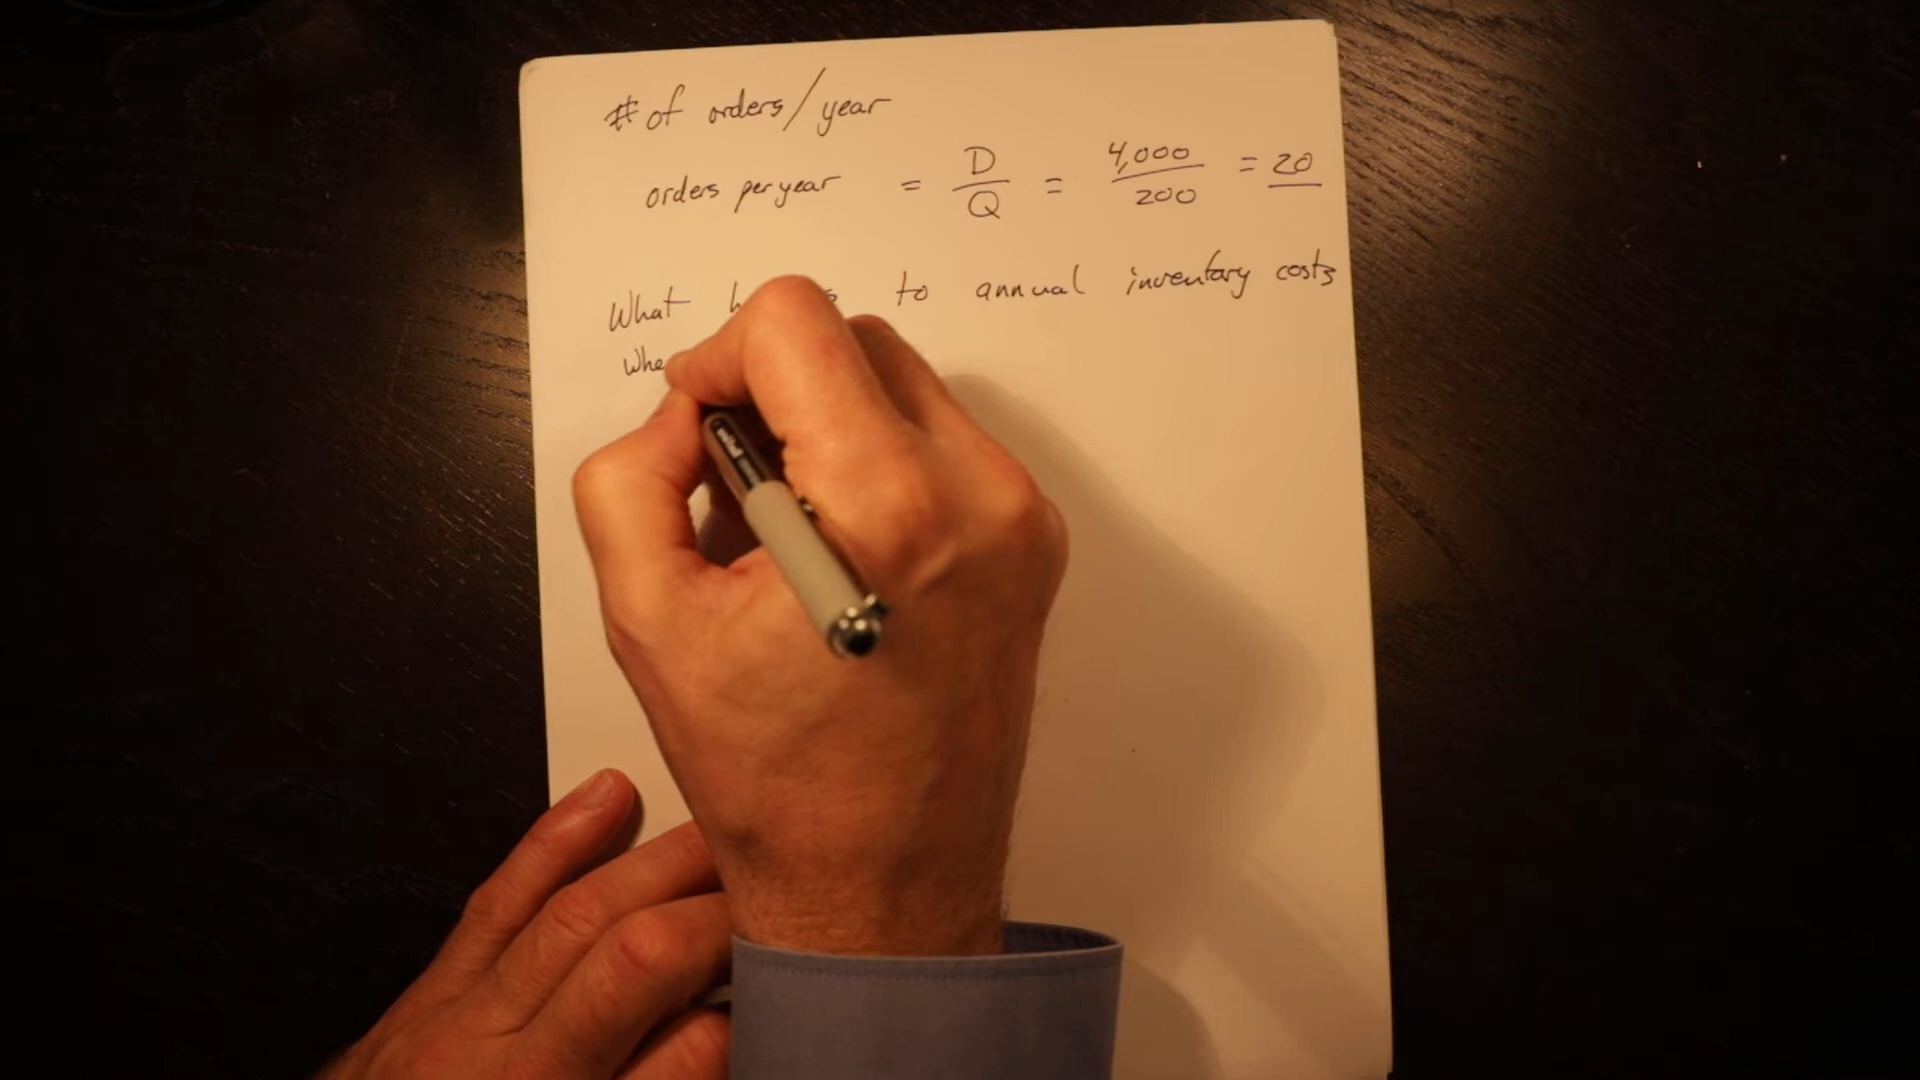 # of orders/year
orders per year = D/Q = 4,000/200 = 20
What to annual inventory costs